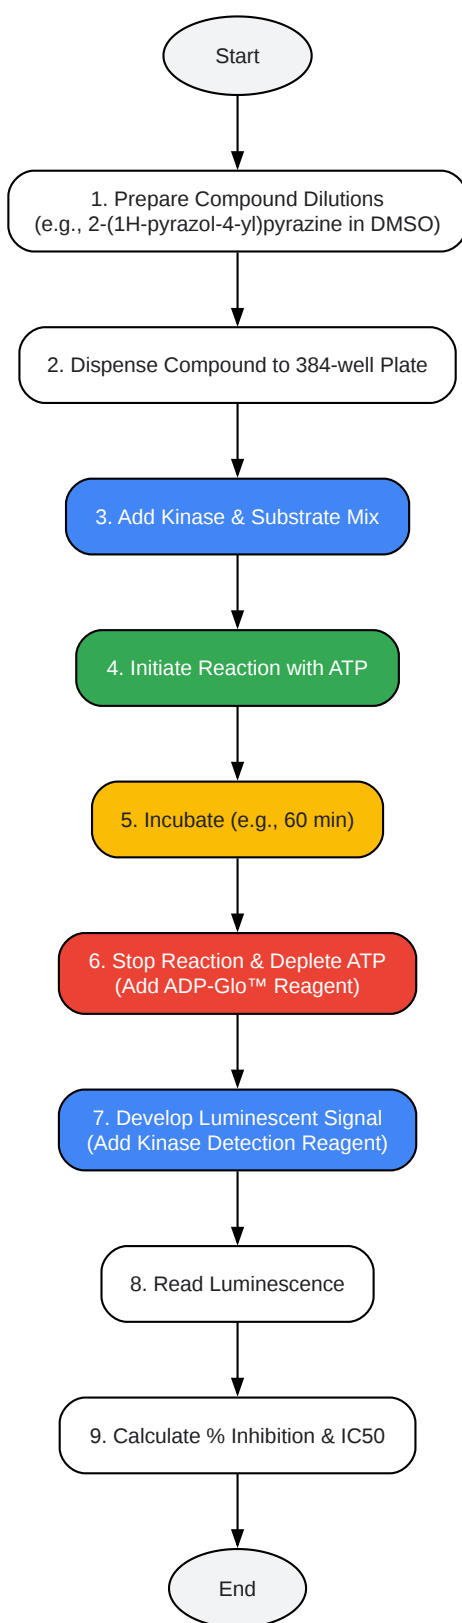 Start
1. Prepare Compound Dilutions
(e.g., 2-(1H-pyrazol-4-yl)pyrazine in DMSO)
2. Dispense Compound to 384-well Plate
3. Add Kinase & Substrate Mix
4. Initiate Reaction with ATP
5. Incubate (e.g., 60 min)
6. Stop Reaction & Deplete ATP
(Add ADP-Glo™ Reagent)
7. Develop Luminescent Signal
(Add Kinase Detection Reagent)
8. Read Luminescence
9. Calculate % Inhibition & IC50
End